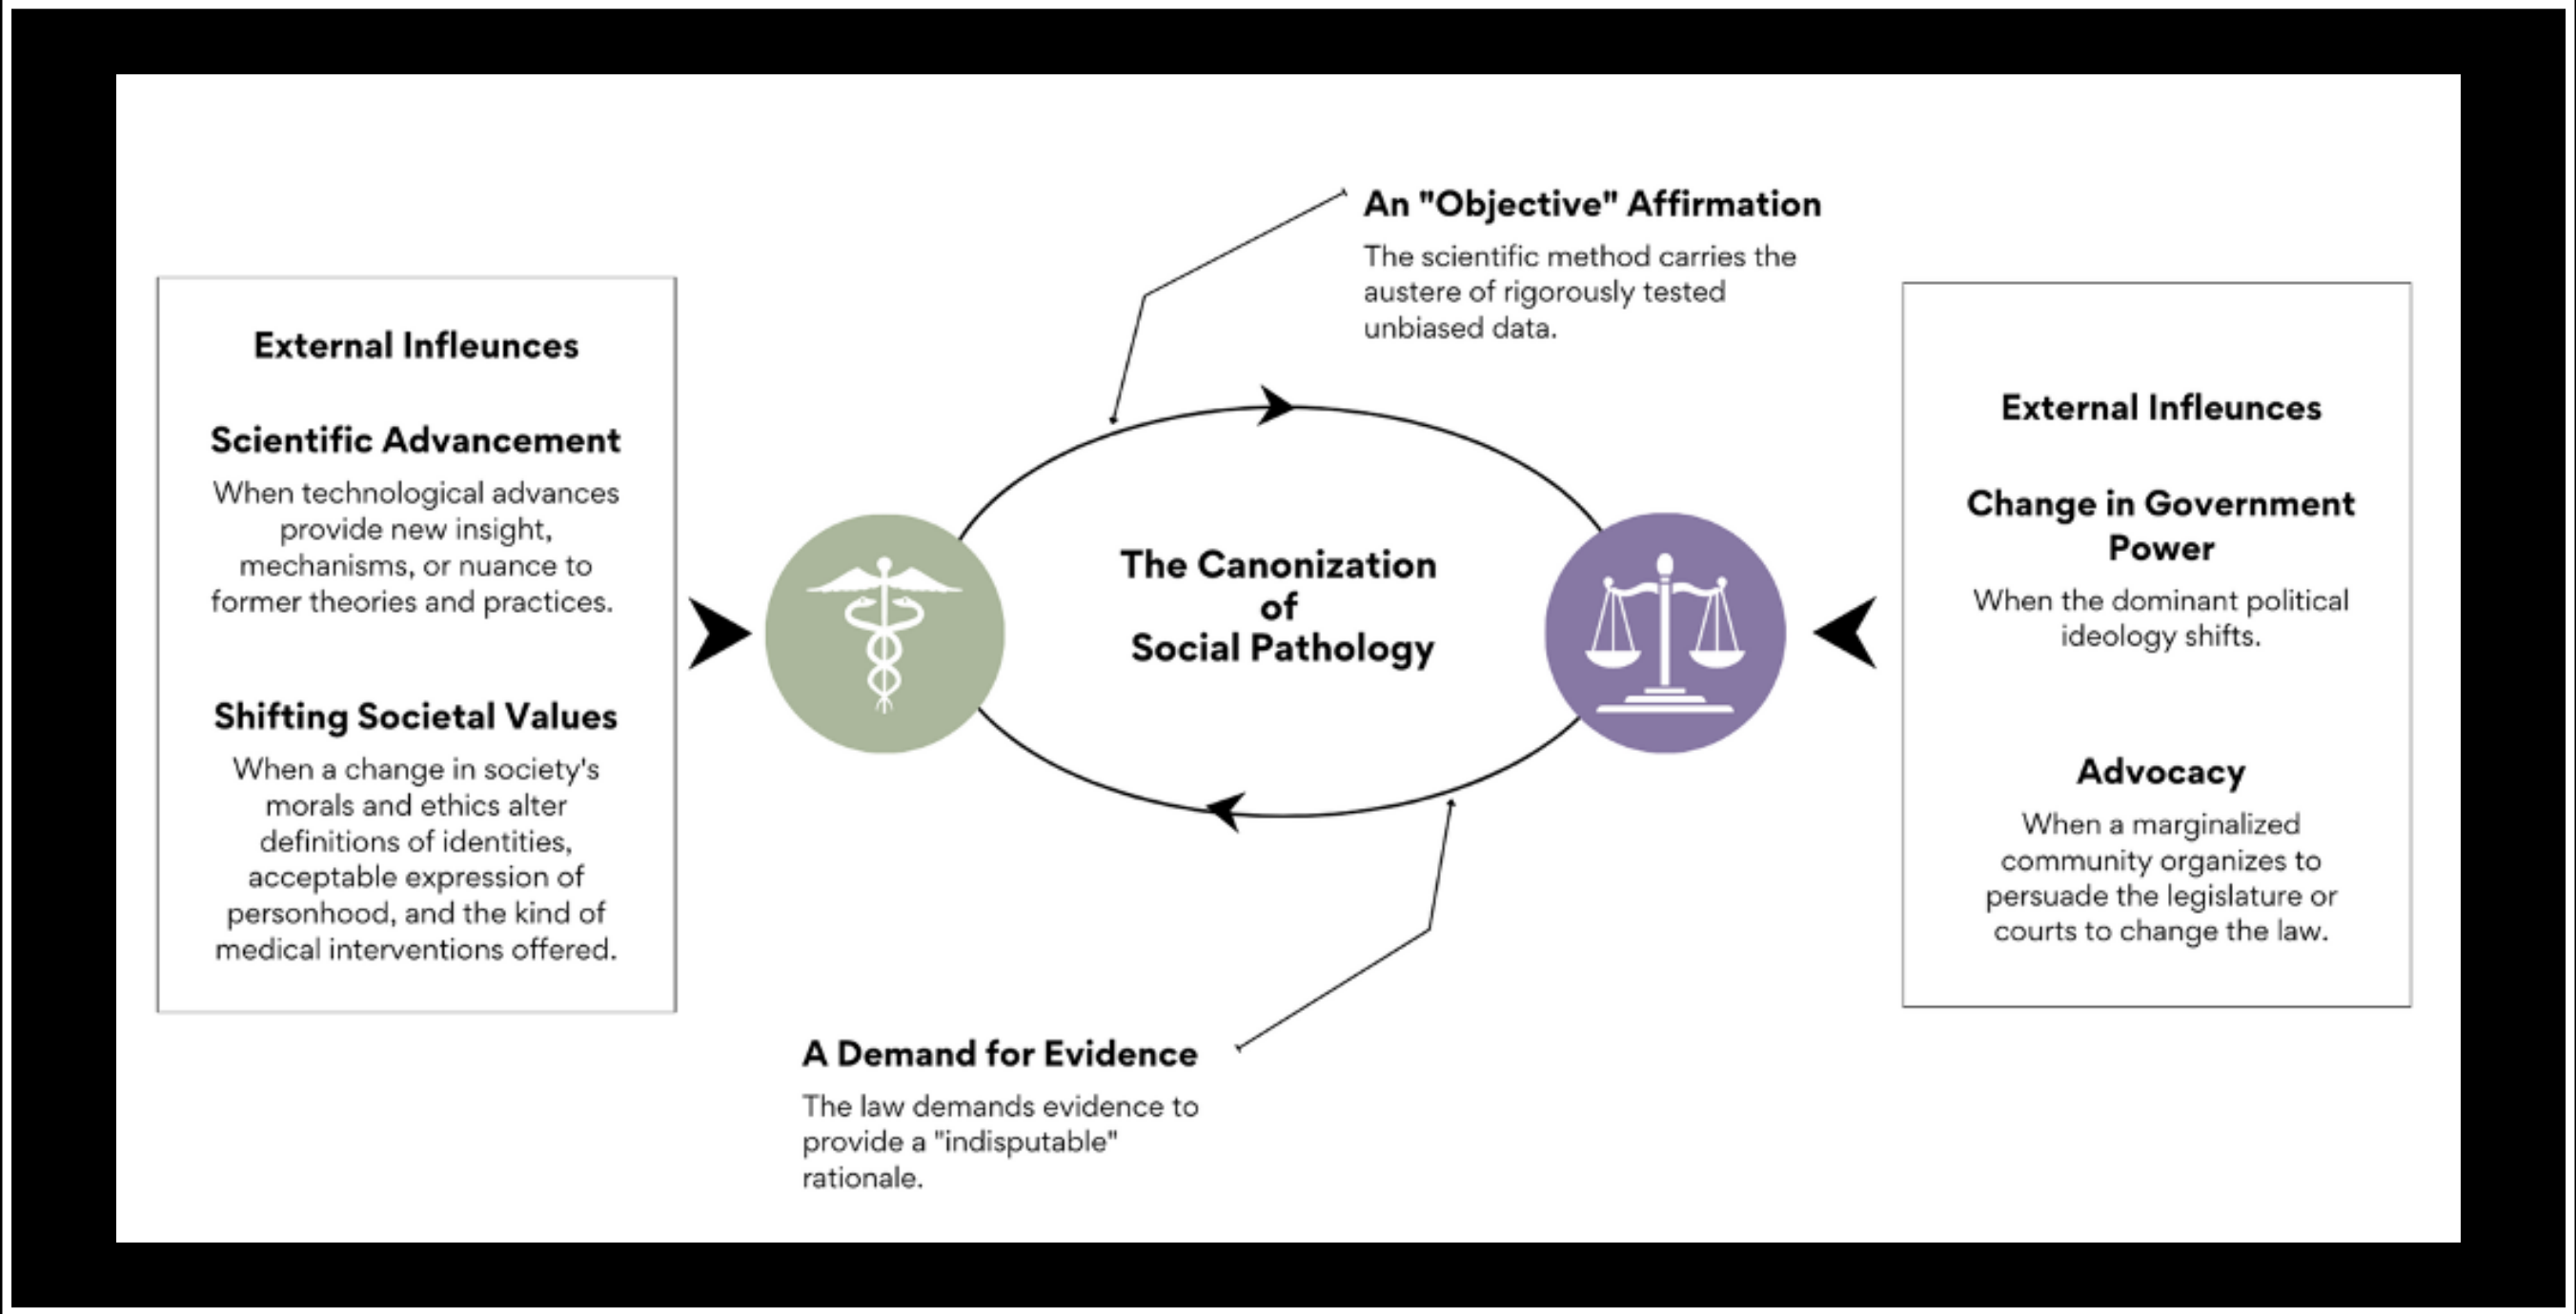 External Infleunces
Scientific Advancement
When technological advances
provide new insight,
mechanisms, or nuance to
former theories and practices.
Shifting Societal Values
When a change in society's
morals and ethics alter
definitions of identities,
acceptable expression of
personhood, and the kind of
medical interventions offered.
An "Objective" Affirmation
The scientific method carries the
austere of rigorously tested
unbiased data.
The Canonization
of
Social Pathology
A Demand for Evidence
The law demands evidence to
provide a "indisputable"
rationale.
External Infleunces
Change in Government
Power
When the dominant political
ideology shifts.
Advocacy
When a marginalized
community organizes to
persuade the legislature or
courts to change the law.